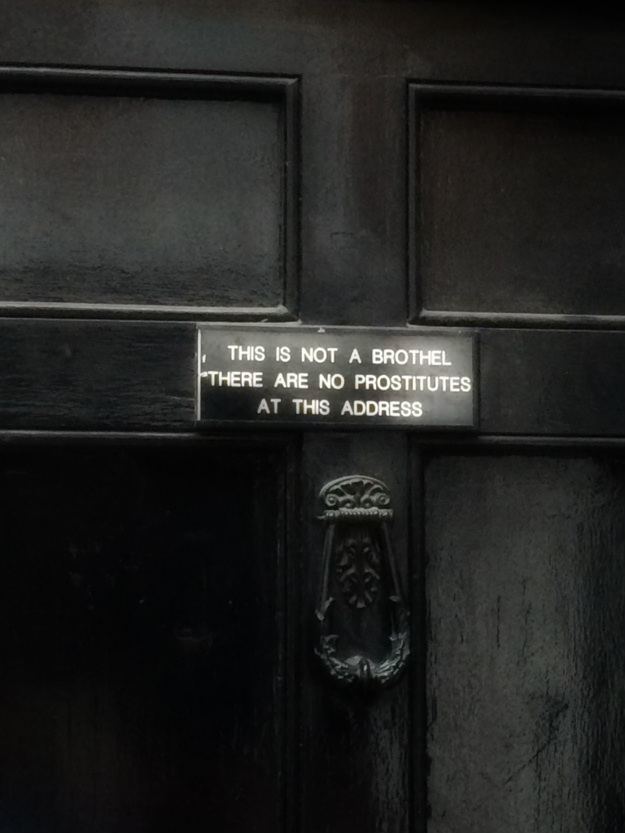 THIS IS NOT A BROTHEL
THERE ARE NO PROSTITUTES
AT THIS ADDRESS